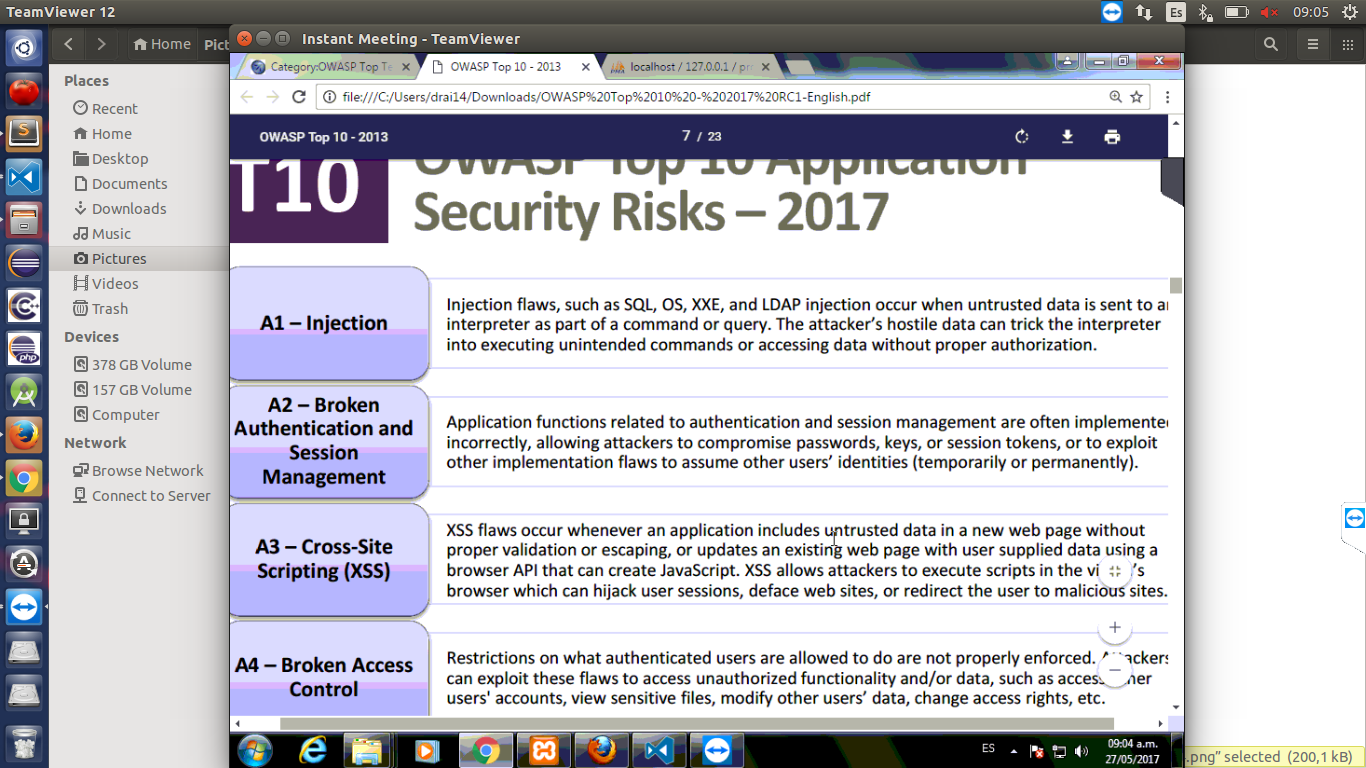 TeamViewer 12
Es
09:05
Home
Pict
Places
Recent
Home
Desktop
Documents
Downloads
Music
Pictures
Videos
Trash
Devices
378 GB Volume
157 GB Volume
Computer
Network
Browse Network
Connect to Server
Instant Meeting - TeamViewer
Category:OWASP Top Te
OWASP Top 10 - 2013
localhost / 127.0.0.1 / pr
file:///C:/Users/drai14/Downloads/OWASP%20Top%2010%20-%202017%20RC1-English.pdf
OWASP Top 10 - 2013
7 / 23
T10
OWASP Top 10 Application
Security Risks – 2017
A1 – Injection
Injection flaws, such as SQL, OS, XXE, and LDAP injection occur when untrusted data is sent to an
interpreter as part of a command or query. The attacker's hostile data can trick the interpreter
into executing unintended commands or accessing data without proper authorization.
A2 – Broken
Authentication and
Session
Management
Application functions related to authentication and session management are often implemente
incorrectly, allowing attackers to compromise passwords, keys, or session tokens, or to exploit
other implementation flaws to assume other users' identities (temporarily or permanently).
A3 – Cross-Site
Scripting (XSS)
XSS flaws occur whenever an application includes untrusted data in a new web page without
proper validation or escaping, or updates an existing web page with user supplied data using a
browser API that can create JavaScript. XSS allows attackers to execute scripts in the vi 's
browser which can hijack user sessions, deface web sites, or redirect the user to malicious sites.
A4 – Broken Access
Control
Restrictions on what authenticated users are allowed to do are not properly enforced. Attackers
can exploit these flaws to access unauthorized functionality and/or data, such as access her
users' accounts, view sensitive files, modify other users' data, change access rights, etc.
php
ES
09:04 a.m.
27/05/2017
.png" selected (200,1 kB)